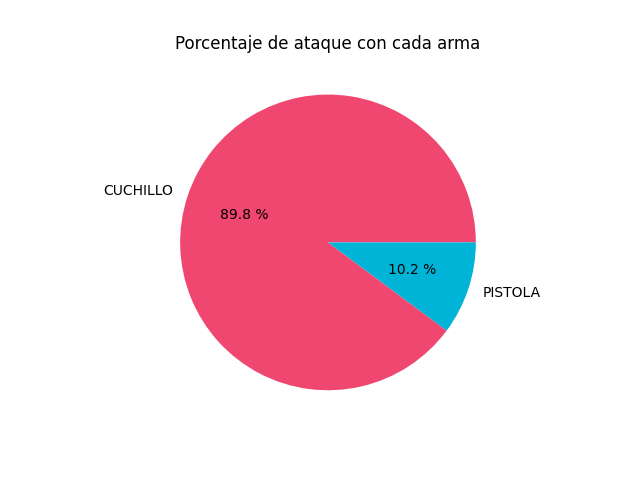 Porcentaje de ataque con cada arma
CUCHILLO
89.8 %
10.2 %
PISTOLA